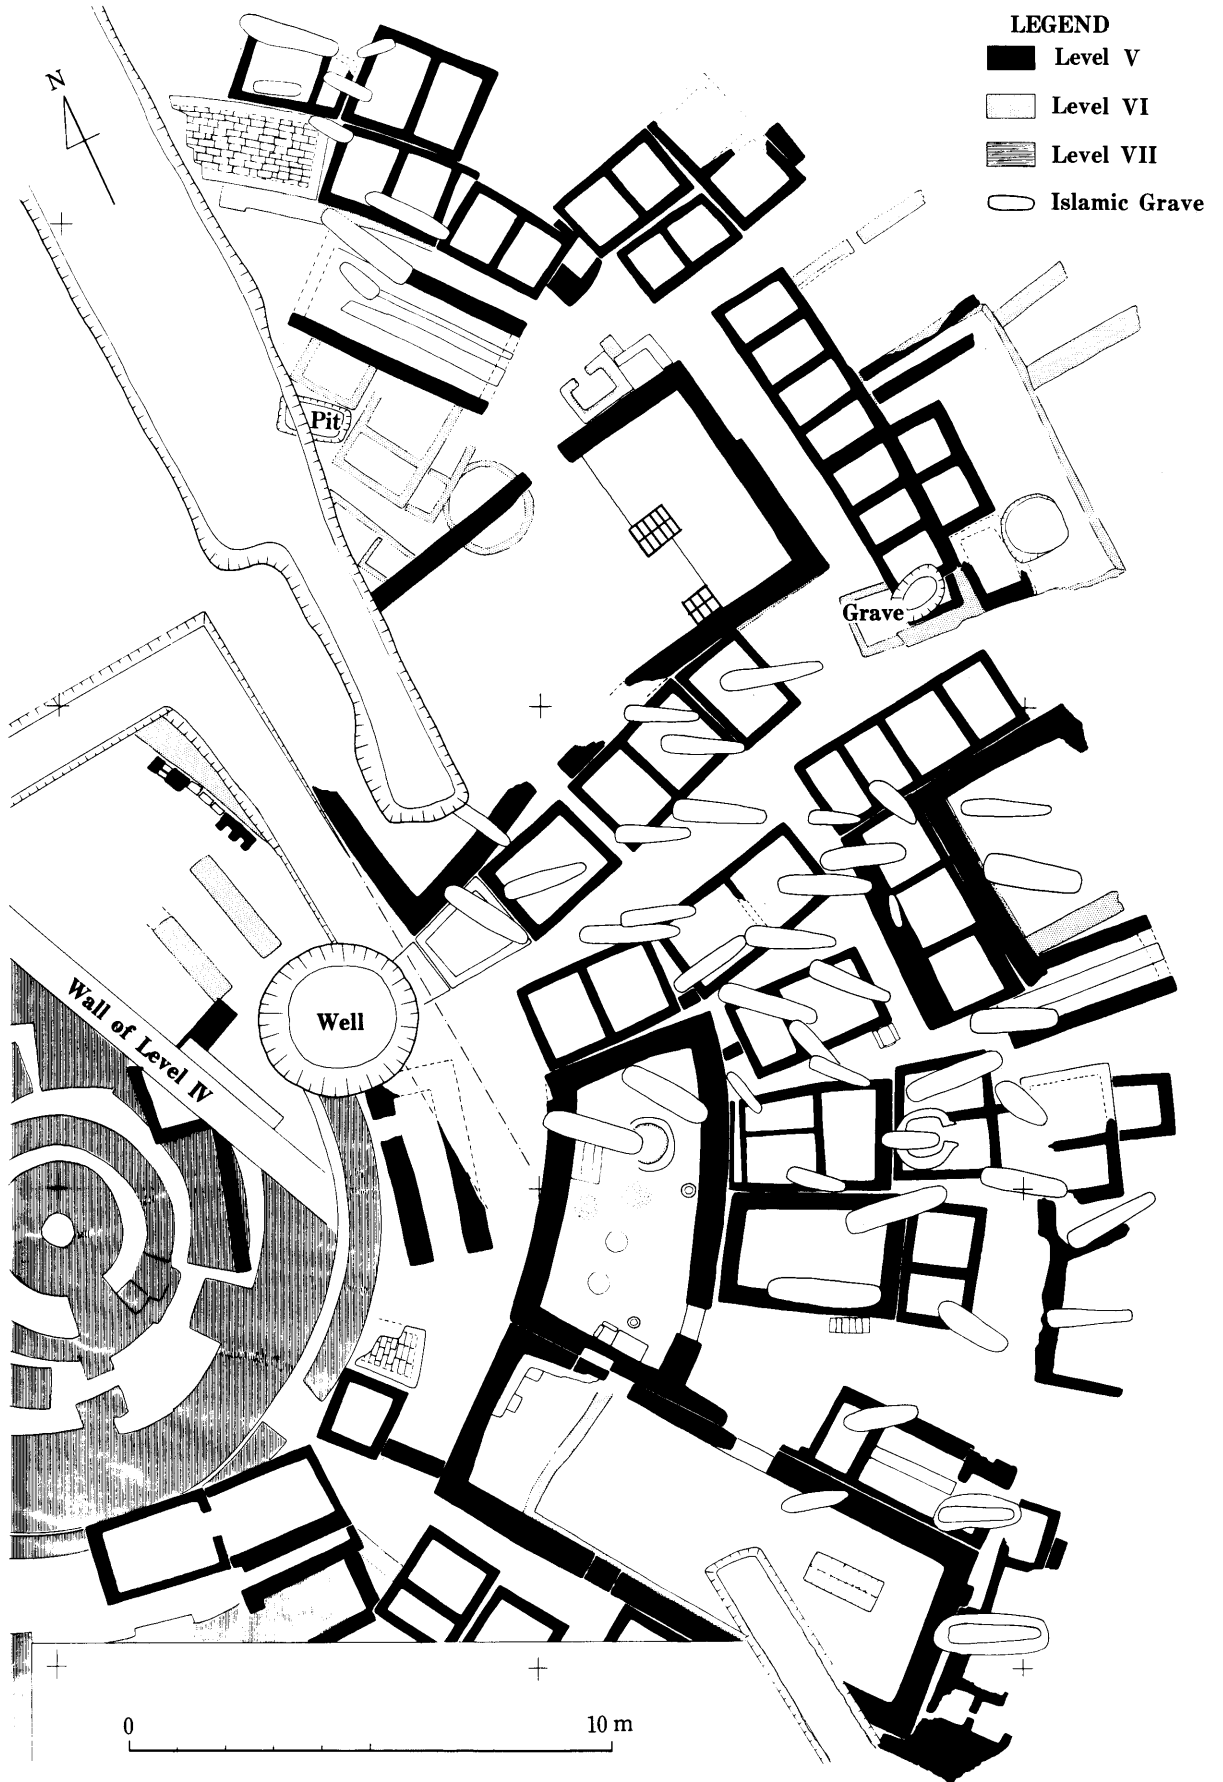 LEGEND
Level V
Level VI
Level VII
Islamic Grave
N
Pit
Grave
Wall of Level IV
Well
0 10 m